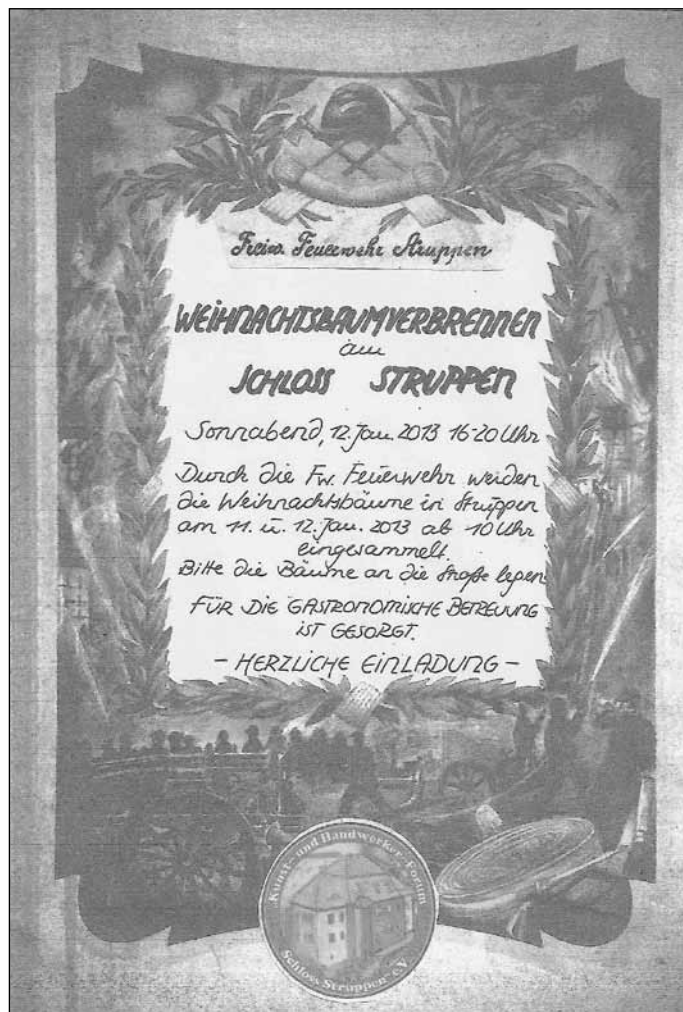 Freiw. Feuerwehr Struppen
WEIHNACHTSBAUMVERBRENNEN
am
SCHLOSS STRUPPEN
Sonnabend, 12. Jan. 2013 16-20 Uhr
Durch die Fw. Feuerwehr werden
die Weihnachtsbäume in Struppen
am 11. u. 12. Jan. 2013 ab 10 Uhr
eingesammelt.
Bitte die Bäume an die Straße legen
FÜR DIE GASTRONOMISCHE BETREUUNG
IST GESORGT.
- HERZLICHE EINLADUNG -
Kunst- und Handwerker-Forum
Schloss Struppen e.V.